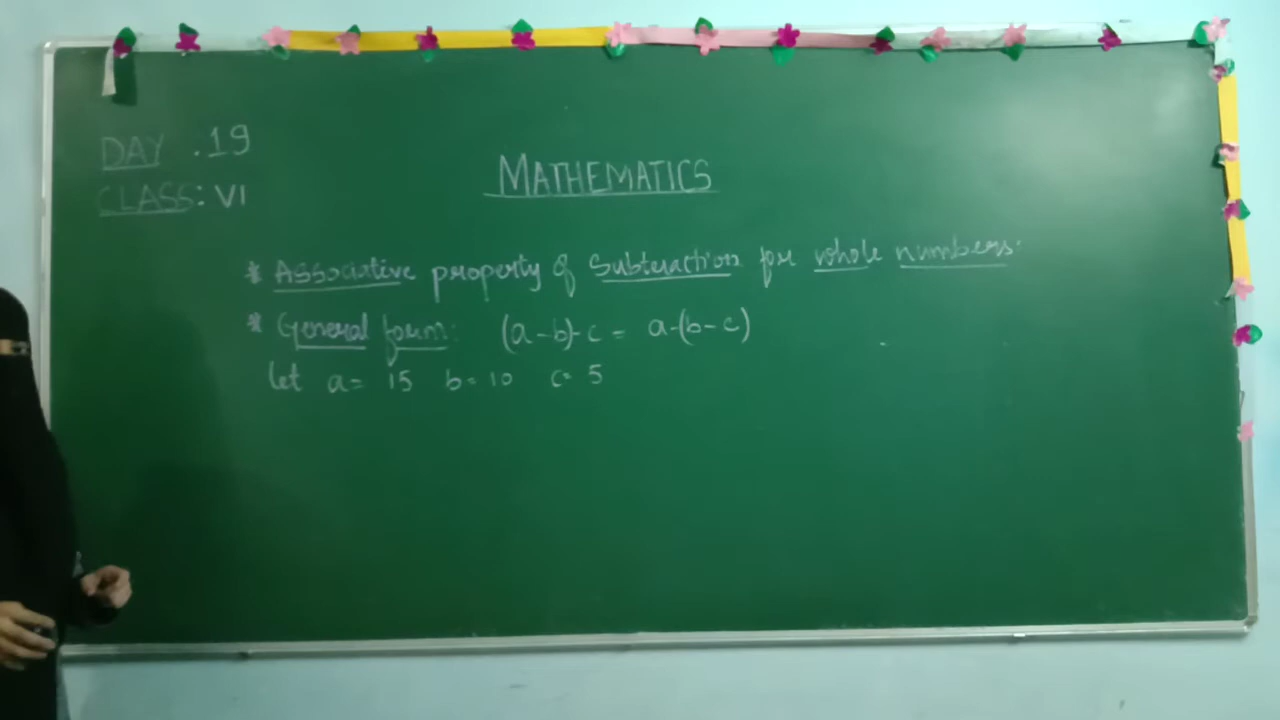 DAY .19
CLASS: VI
MATHEMATICS
* Associative property of Subtraction for whole numbers.
* General form: (a-b)-c = a-(b-c)
let a= 15 b= 10 c= 5